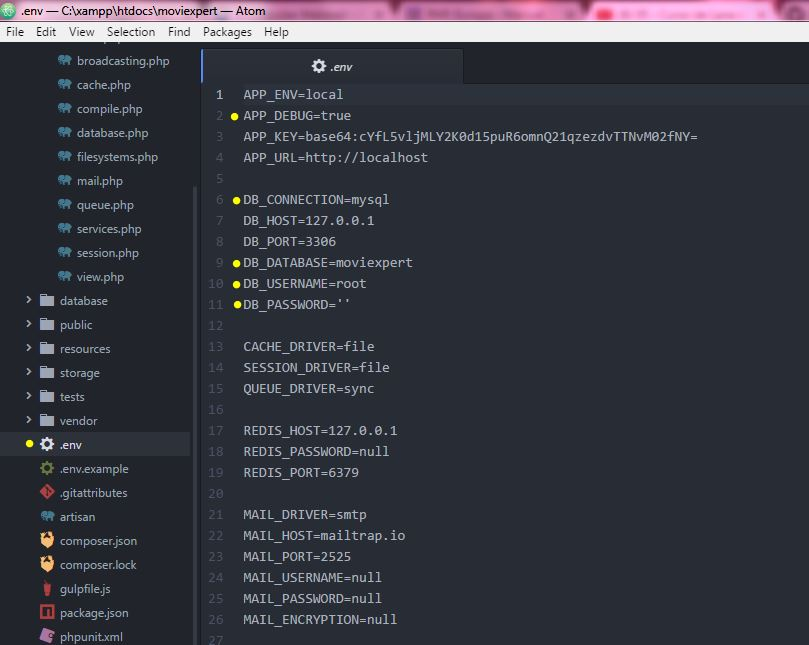 .env — C:\xampp\htdocs\moviexpert — Atom
File Edit View Selection Find Packages Help
broadcasting.php
cache.php
compile.php
database.php
filesystems.php
mail.php
queue.php
services.php
session.php
view.php
database
public
resources
storage
tests
vendor
.env
.env.example
.gitattributes
artisan
composer.json
composer.lock
gulpfile.js
package.json
phpunit.xml
.env
1 APP_ENV=local
2 APP_DEBUG=true
3 APP_KEY=base64:cYfL5vljMLY2K0d15puR6omnQ21qzezdvTTNvM02fNY=
4 APP_URL=http://localhost
5
6 DB_CONNECTION=mysql
7 DB_HOST=127.0.0.1
8 DB_PORT=3306
9 DB_DATABASE=moviexpert
10 DB_USERNAME=root
11 DB_PASSWORD=''
12
13 CACHE_DRIVER=file
14 SESSION_DRIVER=file
15 QUEUE_DRIVER=sync
16
17 REDIS_HOST=127.0.0.1
18 REDIS_PASSWORD=null
19 REDIS_PORT=6379
20
21 MAIL_DRIVER=smtp
22 MAIL_HOST=mailtrap.io
23 MAIL_PORT=2525
24 MAIL_USERNAME=null
25 MAIL_PASSWORD=null
26 MAIL_ENCRYPTION=null
27